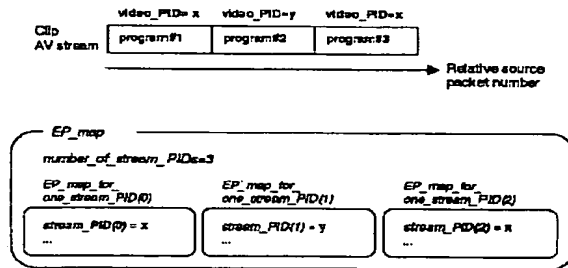 video_PID= x video_PID=y video_PID=x
Clip
AV stream
program#1 program#2 program#3
Relative source
packet number
EP_map
number_of_stream_PIDs=3
EP_map_for_
one_stream_PID(0)
EP_map_for_
one_stream_PID(1)
EP_map_for_
one_stream_PID(2)
stream_PID(0) = x
...
stream_PID(1) = y
...
stream_PID(2) = x
...